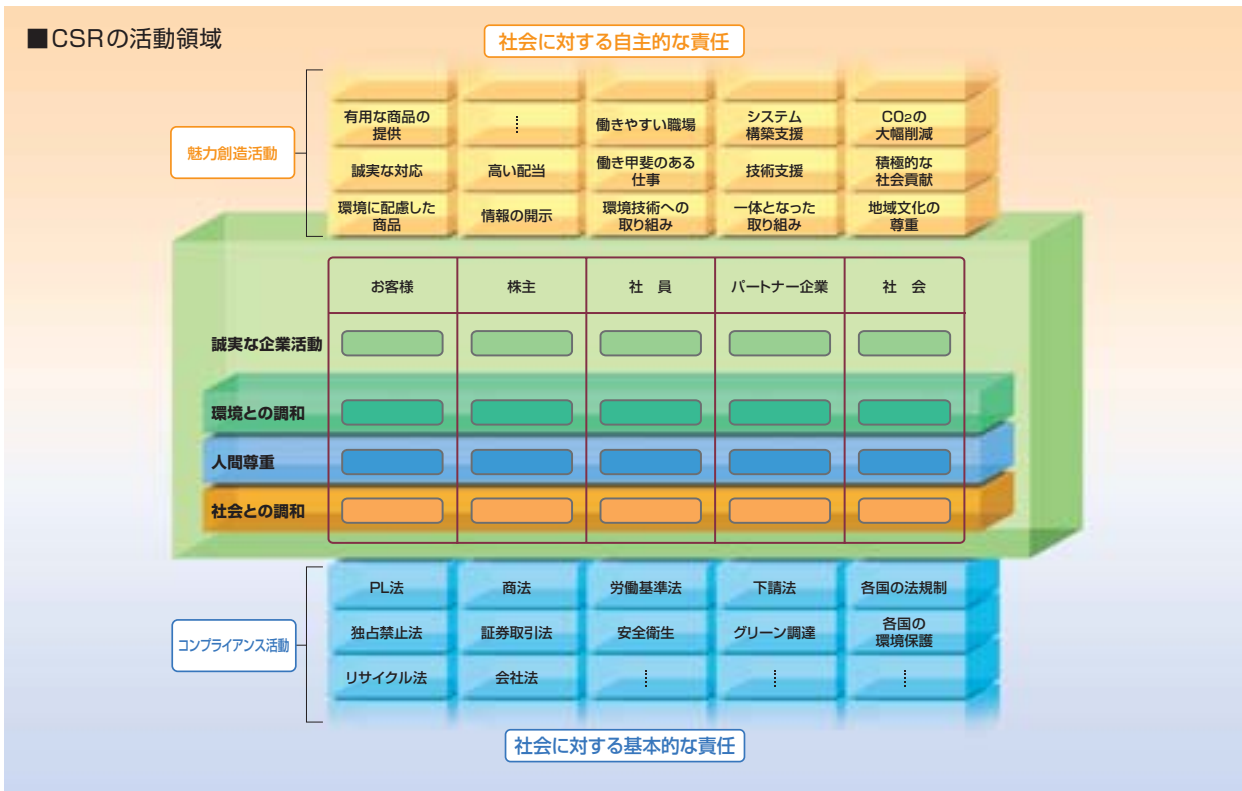 ■CSRの活動領域
社会に対する自主的な責任
魅力創造活動
有用な商品の
提供
⋮
働きやすい職場
システム
構築支援
CO₂の
大幅削減
誠実な対応
高い配当
働き甲斐のある
仕事
技術支援
積極的な
社会貢献
環境に配慮した
商品
情報の開示
環境技術への
取り組み
一体となった
取り組み
地域文化の
尊重
お客様
株主
社　員
パートナー企業
社　会
誠実な企業活動
環境との調和
人間尊重
社会との調和
コンプライアンス活動
PL法
商法
労働基準法
下請法
各国の法規制
独占禁止法
証券取引法
安全衛生
グリーン調達
各国の
環境保護
リサイクル法
会社法
⋮
⋮
⋮
社会に対する基本的な責任